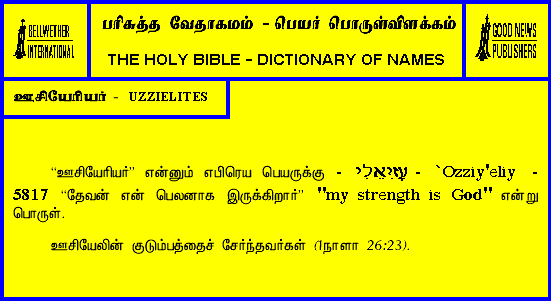 BELLWETHER
INTERNATIONAL
பரிசுத்த வேதாகமம் - பெயர் பொருள்விளக்கம்
THE HOLY BIBLE - DICTIONARY OF NAMES
GOOD NEWS
PUBLISHERS
ஊசியேரியர் - UZZIELITES
“ஊசியேரியர்” என்னும் எபிரெய பெயருக்கு - עָזִּיאֵלִי - `Ozziy'eliy -
5817 “தேவன் என் பெலனாக இருக்கிறார்” "my strength is God" என்று
பொருள்.
ஊசியேலின் குடும்பத்தைச் சேர்ந்தவர்கள் (1நாளா 26:23).